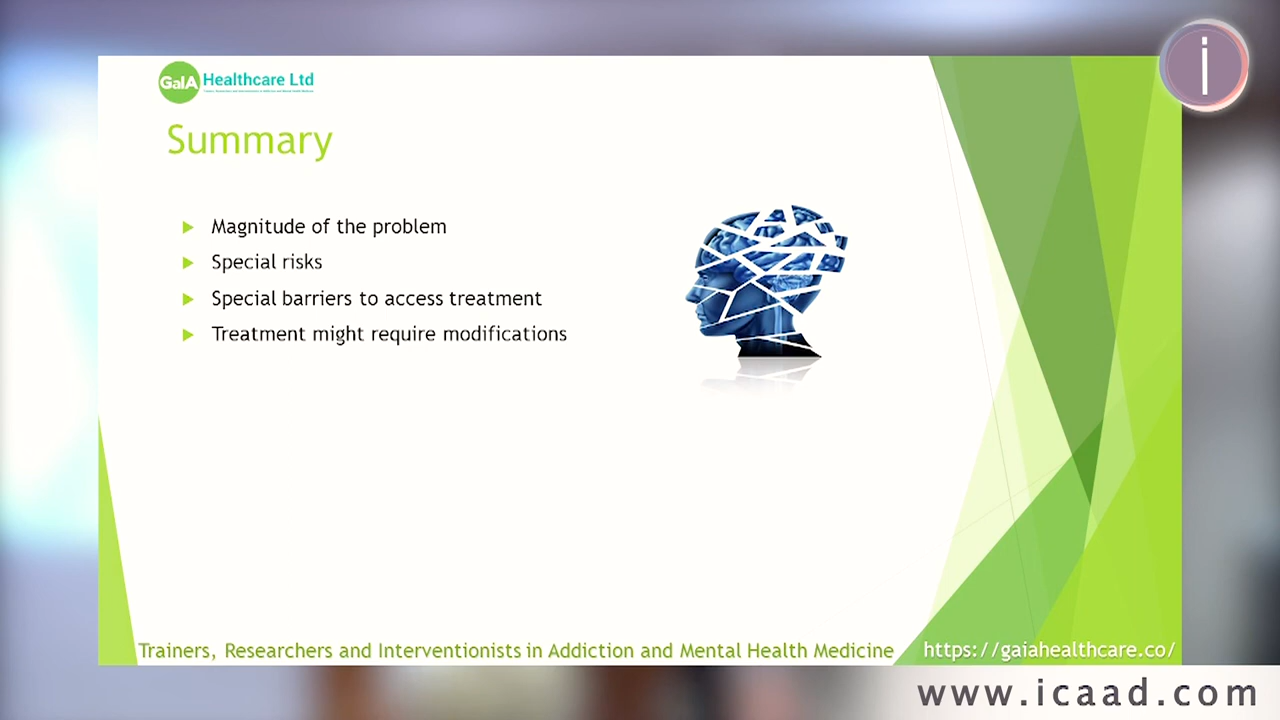 GaIA Healthcare Ltd
Summary
Magnitude of the problem
Special risks
Special barriers to access treatment
Treatment might require modifications
Trainers, Researchers and Interventionists in Addiction and Mental Health Medicine
https://gaiahealthcare.co/
i
www.icaad.com